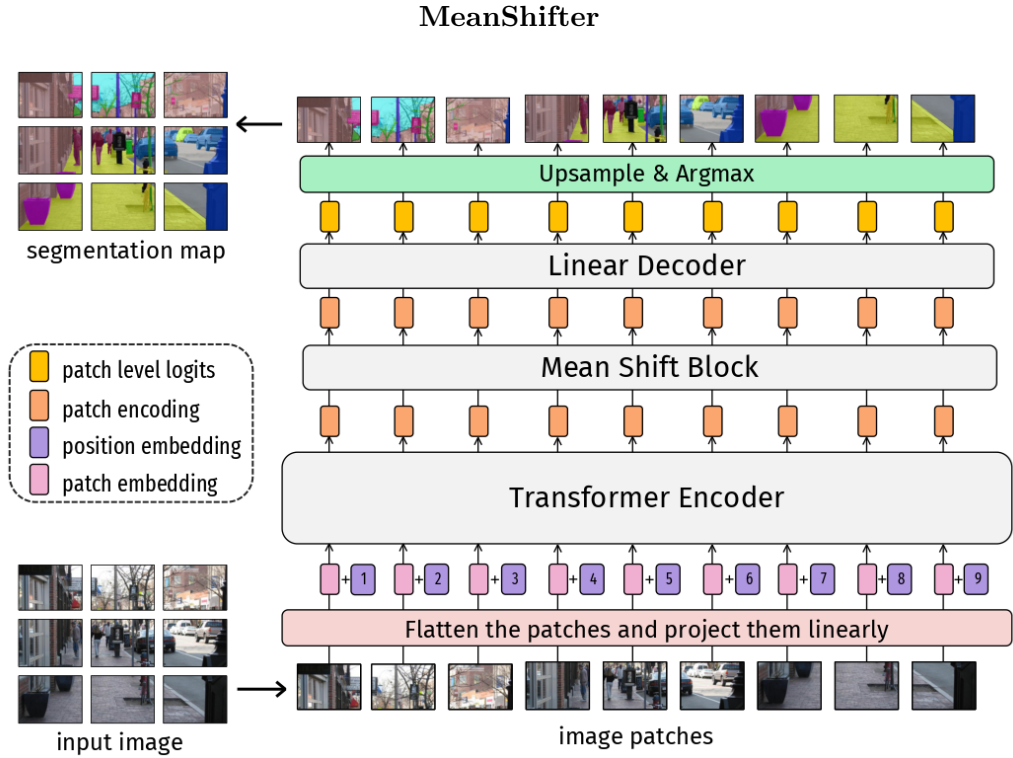 MeanShifter
segmentation map
Upsample & Argmax
Linear Decoder
Mean Shift Block
patch level logits
patch encoding
position embedding
patch embedding
Transformer Encoder
+ 1 + 2 + 3 + 4 + 5 + 6 + 7 + 8 + 9
Flatten the patches and project them linearly
input image
image patches